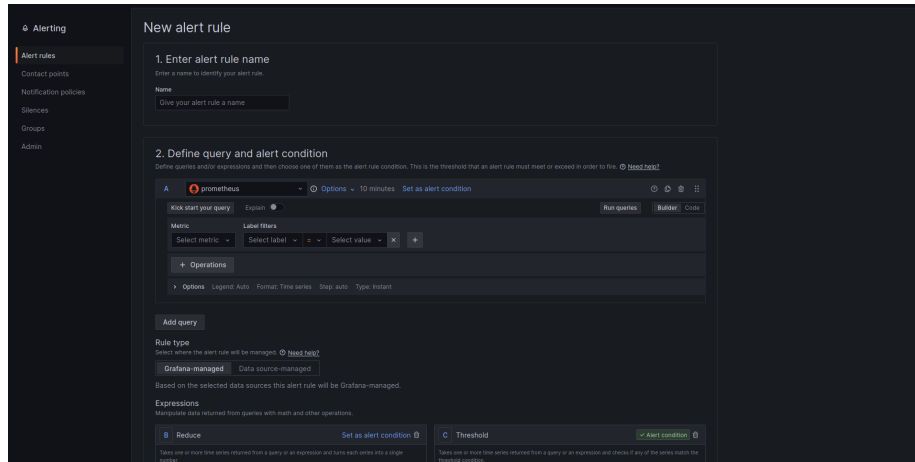 Alerting
Alert rules
Contact points
Notification policies
Silences
Groups
Admin
New alert rule
1. Enter alert rule name
Enter a name to identify your alert rule.
Name
Give your alert rule a name
2. Define query and alert condition
Define queries and/or expressions and then choose one of them as the alert rule condition. This is the threshold that an alert rule must meet or exceed in order to fire. Need help?
A prometheus Options 10 minutes Set as alert condition
Kick start your query Explain Run queries Builder Code
Metric Label filters
Select metric Select label = Select value × +
+ Operations
Options Legend: Auto Format: Time series Step: auto Type: Instant
Add query
Rule type
Select where the alert rule will be managed. Need help?
Grafana-managed Data source-managed
Based on the selected data sources this alert rule will be Grafana-managed.
Expressions
Manipulate data returned from queries with math and other operations.
B Reduce Set as alert condition
C Threshold Alert condition
Takes one or more time series returned from a query or an expression and turns each series into a single
number.
Takes one or more time series returned from a query or an expression and checks if any of the series match the
threshold condition.